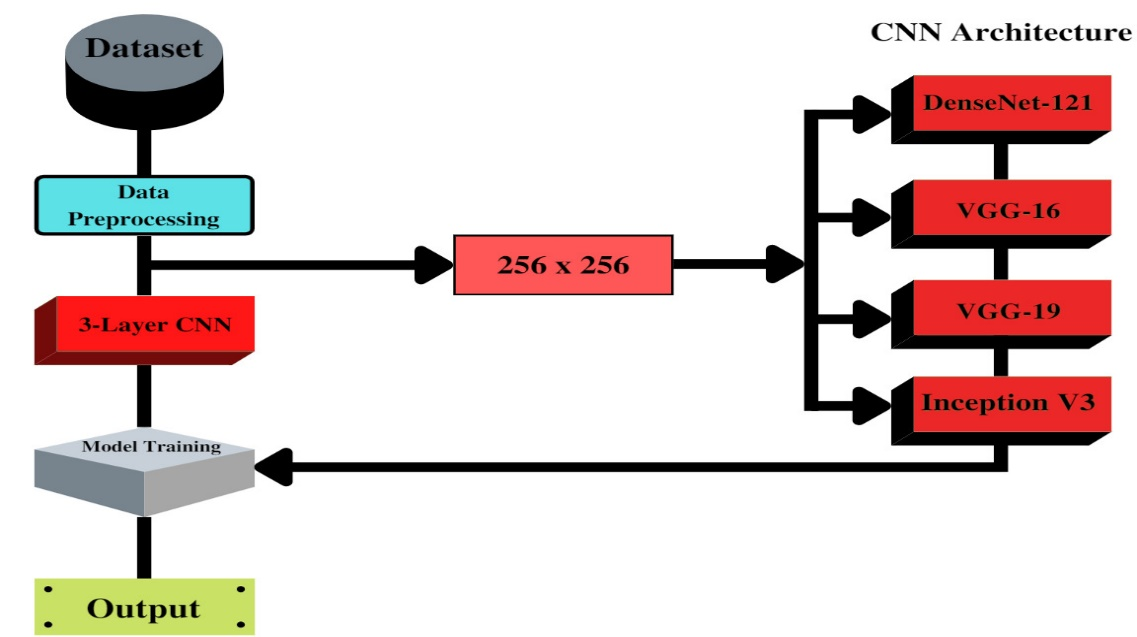 Dataset
CNN Architecture
DenseNet-121
Data
Preprocessing
VGG-16
256 x 256
3-Layer CNN
VGG-19
Inception V3
Model Training
Output